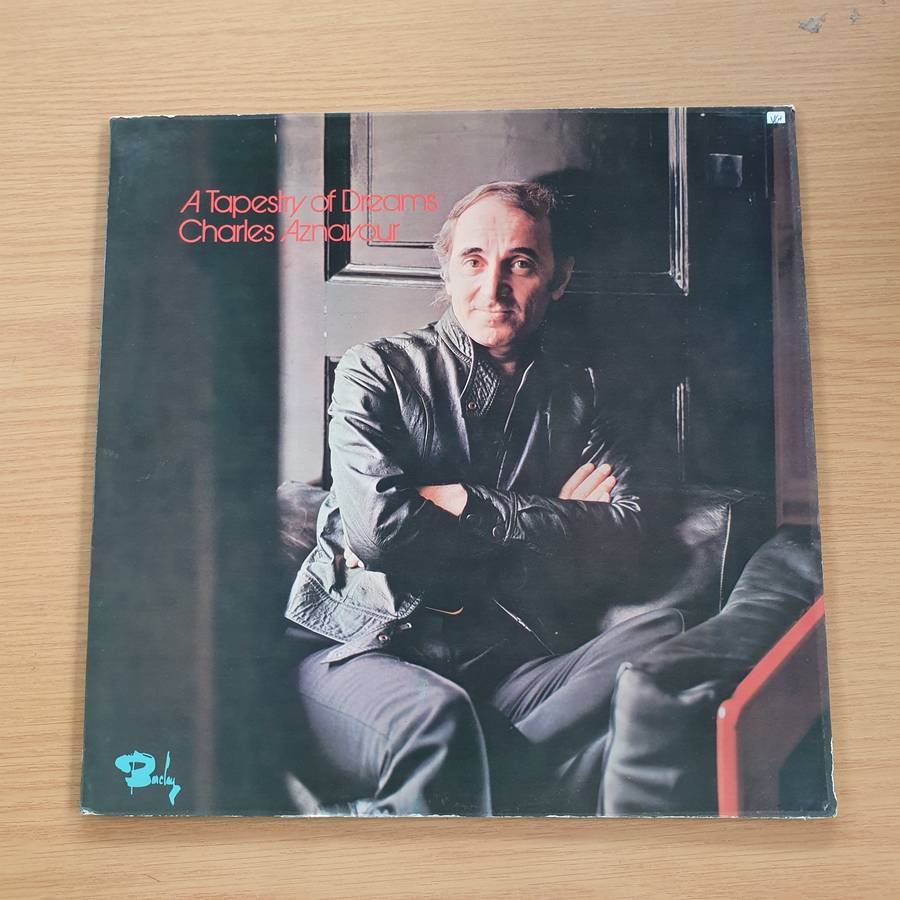 A Tapestry of Dreams
Charles Aznavour
Barclay